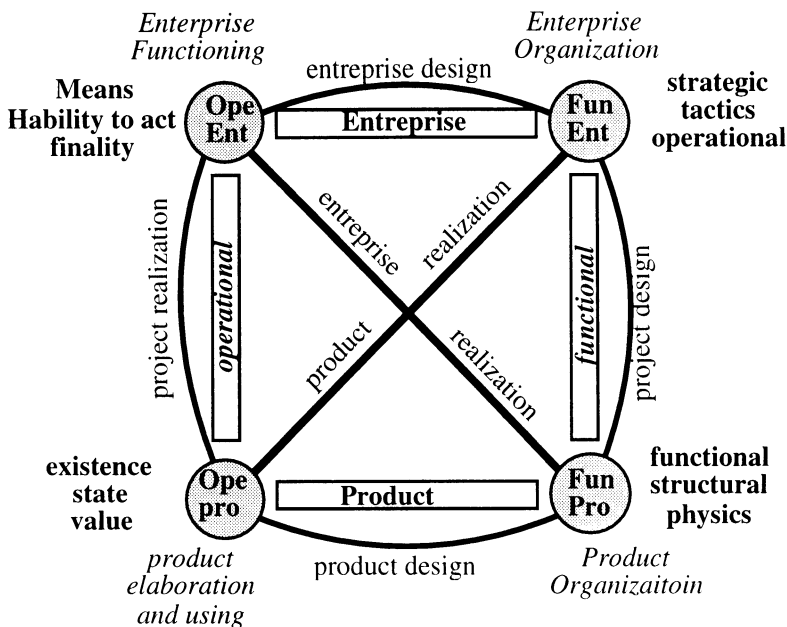 Enterprise
Functioning
Enterprise
Organization
entreprise design
Means
Hability to act
finality
Ope
Ent
Entreprise
Fun
Ent
strategic
tactics
operational
project realization
operational
entreprise
realization
functional
project design
product
realization
existence
state
value
Ope
pro
Product
Fun
Pro
functional
structural
physics
product
elaboration
and using
product design
Product
Organizaitoin